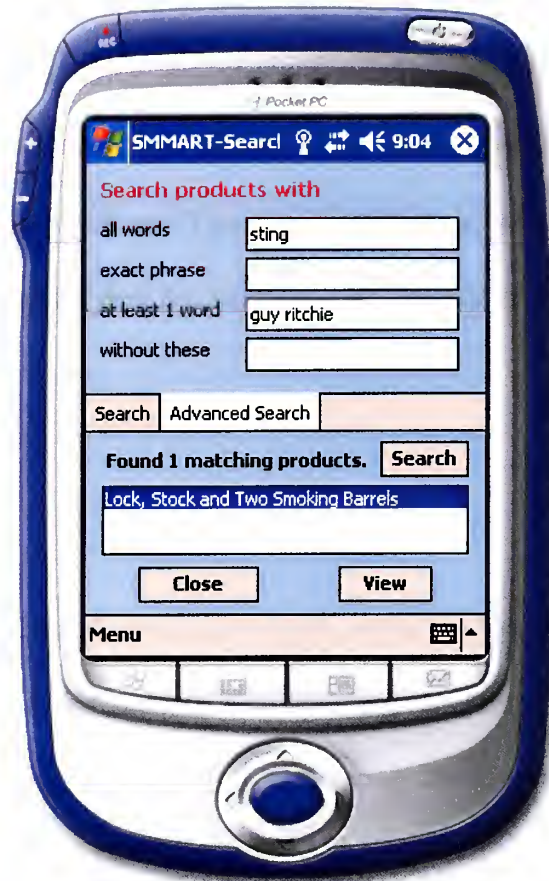 REC
Pocket PC
SMMART-Searcl 9:04
Search products with
all words sting
exact phrase
at least 1 word guy ritchie
without these
Search Advanced Search
Found 1 matching products. Search
Lock, Stock and Two Smoking Barrels
Close View
Menu